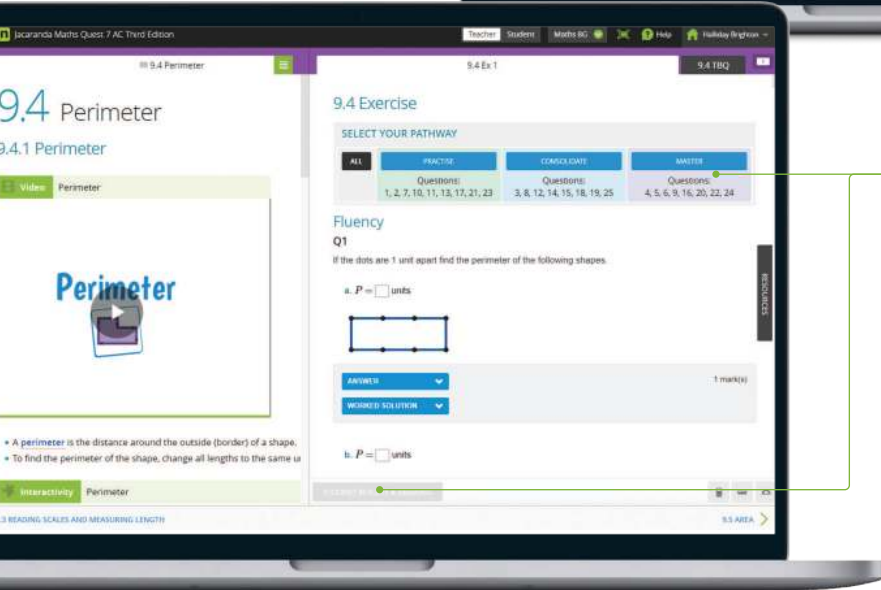 n Jacaranda Maths Quest 7 AC Third Edition
Teacher Student Maths BG Help Halliday Brighton
9.4 Perimeter
9.4 Ex 1
9.4 TBQ
9.4 Perimeter
9.4.1 Perimeter
Video Perimeter
Perimeter
• A perimeter is the distance around the outside (border) of a shape.
• To find the perimeter of the shape, change all lengths to the same
Interactivity Perimeter
9.4 Exercise
SELECT YOUR PATHWAY
ALL
PRACTISE
Questions:
1, 2, 7, 10, 11, 13, 17, 21, 23
CONSOLIDATE
Questions:
3, 8, 12, 14, 15, 18, 19, 25
MASTER
Questions:
4, 5, 6, 9, 16, 20, 22, 24
Fluency
Q1
If the dots are 1 unit apart find the perimeter of the following shapes.
a. P = units
ANSWER
1 mark(s)
WORKED SOLUTION
b. P = units
RESOURCES
.3 READING SCALES AND MEASURING LENGTH
9.5 AREA